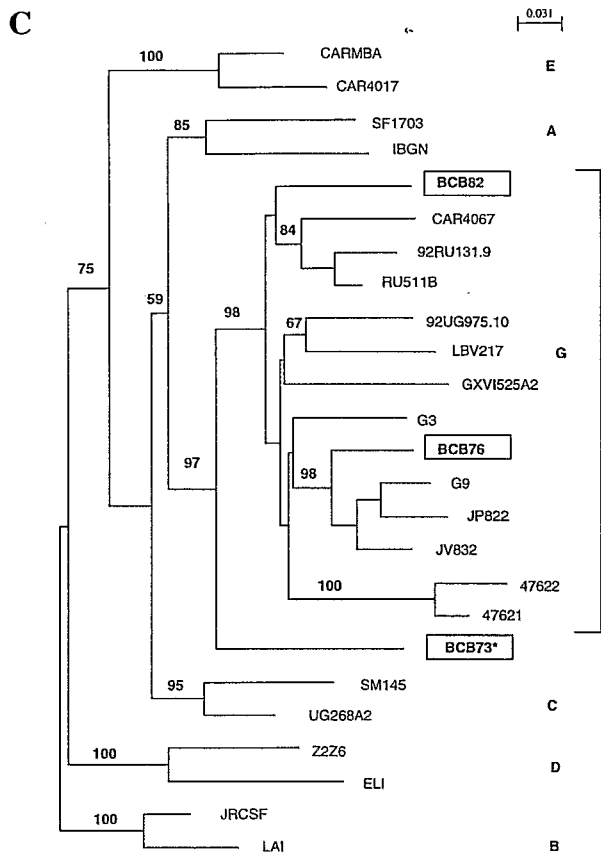 C
0.031
100
CARMBA
E
CAR4017
85
SF1703
A
IBGN
BCB82
84
CAR4067
92RU131.9
RU511B
75
59
98
67
92UG975.10
LBV217
G
GXVI525A2
G3
BCB76
97
98
G9
JP822
JV832
100
47622
47621
BCB73*
95
SM145
UG268A2
C
100
Z2Z6
D
ELI
100
JRCSF
LAI
B